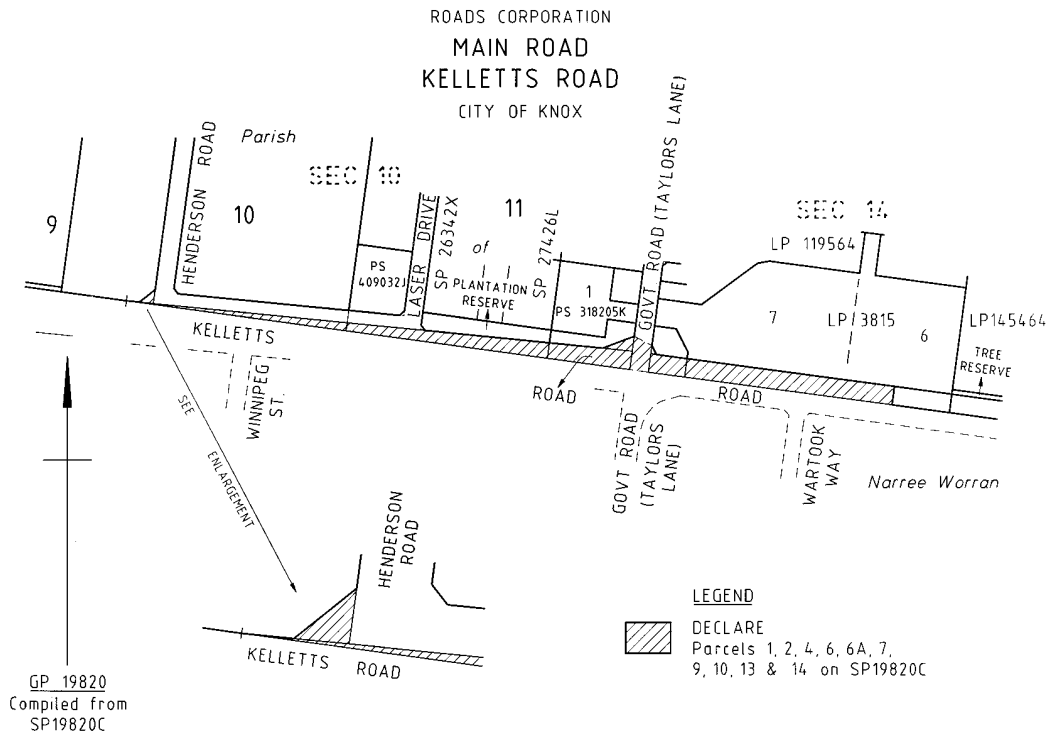 ROADS CORPORATION
MAIN ROAD
KELLETTS ROAD
CITY OF KNOX
Parish
SEC 10
9
HENDERSON ROAD
10
PS
409032J
LASER DRIVE
SP 26342X
11
of
PLANTATION
RESERVE
SP 27426L
1
PS 318205K
GOVT ROAD (TAYLORS LANE)
SEC 14
LP 119564
7
LP 13815
6
LP145464
TREE
RESERVE
KELLETTS
ROAD
ROAD
WINNIPEG
ST.
GOVT ROAD
(TAYLORS
LANE)
WARTOOK
WAY
Narree Worran
SEE
ENLARGEMENT
HENDERSON
ROAD
KELLETTS ROAD
LEGEND
DECLARE
Parcels 1, 2, 4, 6, 6A, 7,
9, 10, 13 & 14 on SP19820C
GP 19820
Compiled from
SP19820C